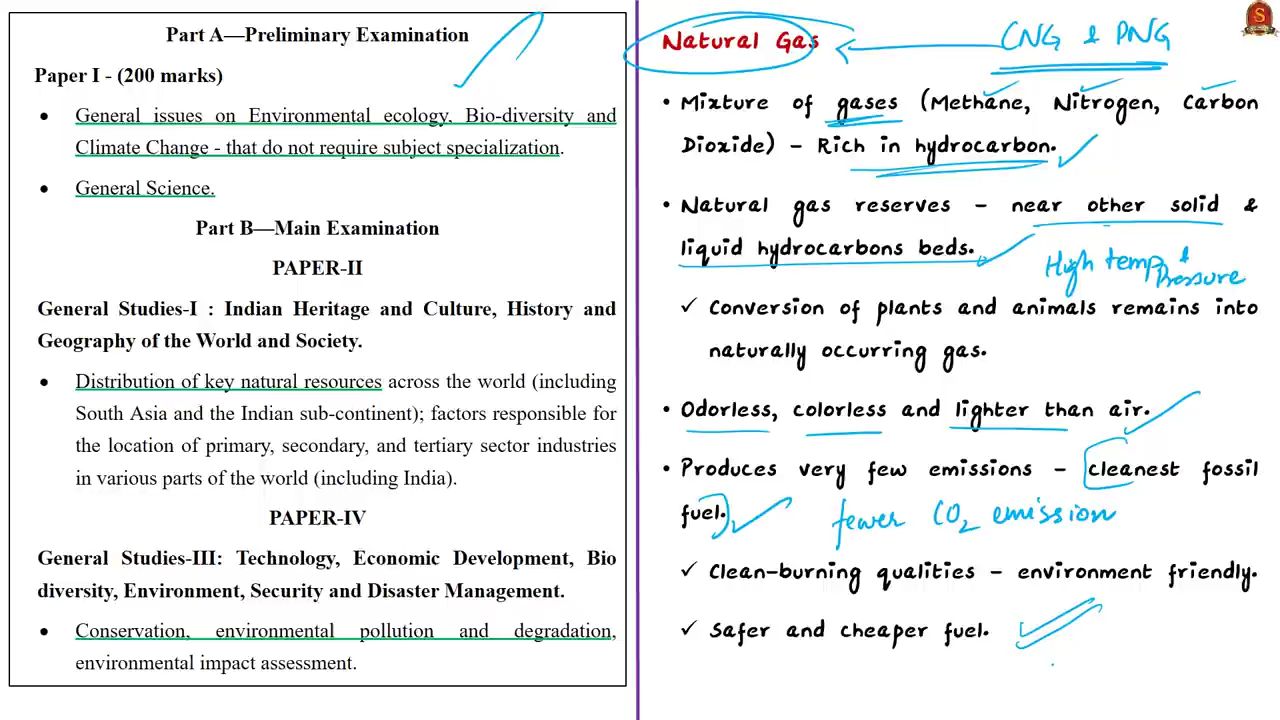 Part A—Preliminary Examination
Paper I - (200 marks)
• General issues on Environmental ecology, Bio-diversity and
Climate Change - that do not require subject specialization.
• General Science.
Part B—Main Examination
PAPER-II
General Studies-I : Indian Heritage and Culture, History and
Geography of the World and Society.
• Distribution of key natural resources across the world (including
South Asia and the Indian sub-continent); factors responsible for
the location of primary, secondary, and tertiary sector industries
in various parts of the world (including India).
PAPER-IV
General Studies-III: Technology, Economic Development, Bio
diversity, Environment, Security and Disaster Management.
• Conservation, environmental pollution and degradation,
environmental impact assessment.
Natural Gas
CNG & PNG
• Mixture of gases (Methane, Nitrogen, Carbon
Dioxide) – Rich in hydrocarbon.
• Natural gas reserves – near other solid &
liquid hydrocarbons beds.
High temp &
Pressure
✓ Conversion of plants and animals remains into
naturally occurring gas.
• Odorless, colorless and lighter than air.
• Produces very few emissions – cleanest fossil
fuel.
fewer CO2 emission
✓ Clean-burning qualities – environment friendly.
✓ Safer and cheaper fuel.